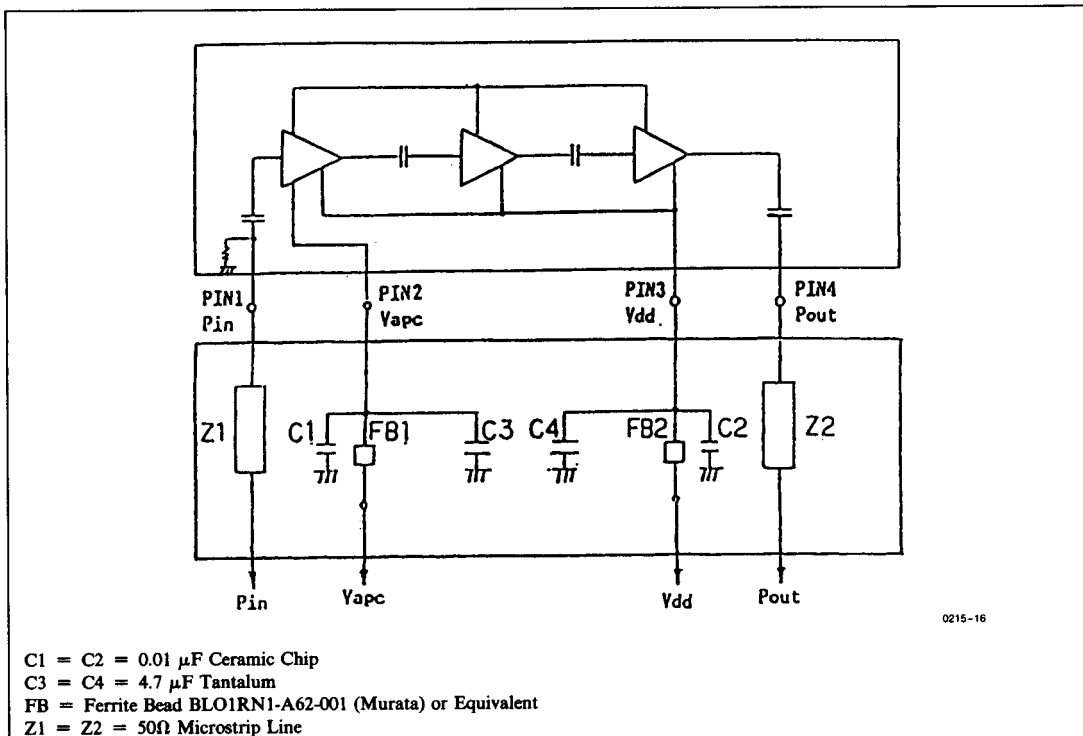 PIN1
Pin
PIN2
Vapc
PIN3
Vdd
PIN4
Pout
Z1
C1
FB1
C3
C4
FB2
C2
Z2
Pin
Vapc
Vdd
Pout
0215-16
C1 = C2 = 0.01 μF Ceramic Chip
C3 = C4 = 4.7 μF Tantalum
FB = Ferrite Bead BLO1RN1-A62-001 (Murata) or Equivalent
Z1 = Z2 = 50Ω Microstrip Line